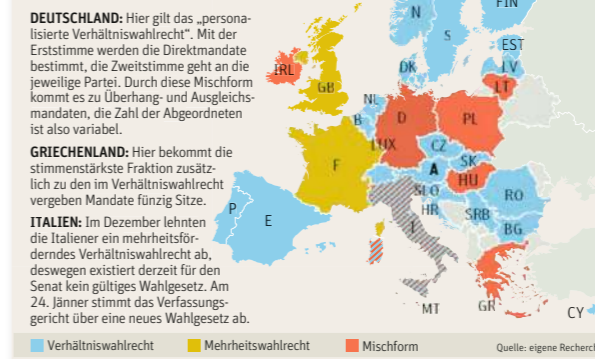 DEUTSCHLAND: Hier gilt das „persona-
lisierte Verhältniswahlrecht“. Mit der
Erststimme werden die Direktmandate
bestimmt, die Zweitstimme geht an die
jeweilige Partei. Durch diese Mischform
kommt es zu Überhang- und Ausgleichs-
mandaten, die Zahl der Abgeordneten
ist also variabel.
GRIECHENLAND: Hier bekommt die
stimmenstärkste Fraktion zusätz-
lich zu den im Verhältniswahlrecht
vergeben Mandate fünzig Sitze.
ITALIEN: Im Dezember lehnten
die Italiener ein mehrheitsför-
derndes Verhältniswahlrecht ab,
deswegen existiert derzeit für den
Senat kein gültiges Wahlgesetz. Am
24. Jänner stimmt das Verfassungs-
gericht über eine neues Wahlgesetz ab.
FIN
N
S
EST
LV
LT
DK
IRL
GB
NL
B
D
PL
LUX
CZ
SK
F
A
HU
SLO
HR
RO
SRB
BG
P
E
I
MT
GR
CY
Verhältniswahlrecht
Mehrheitswahlrecht
Mischform
Quelle: eigene Recherch